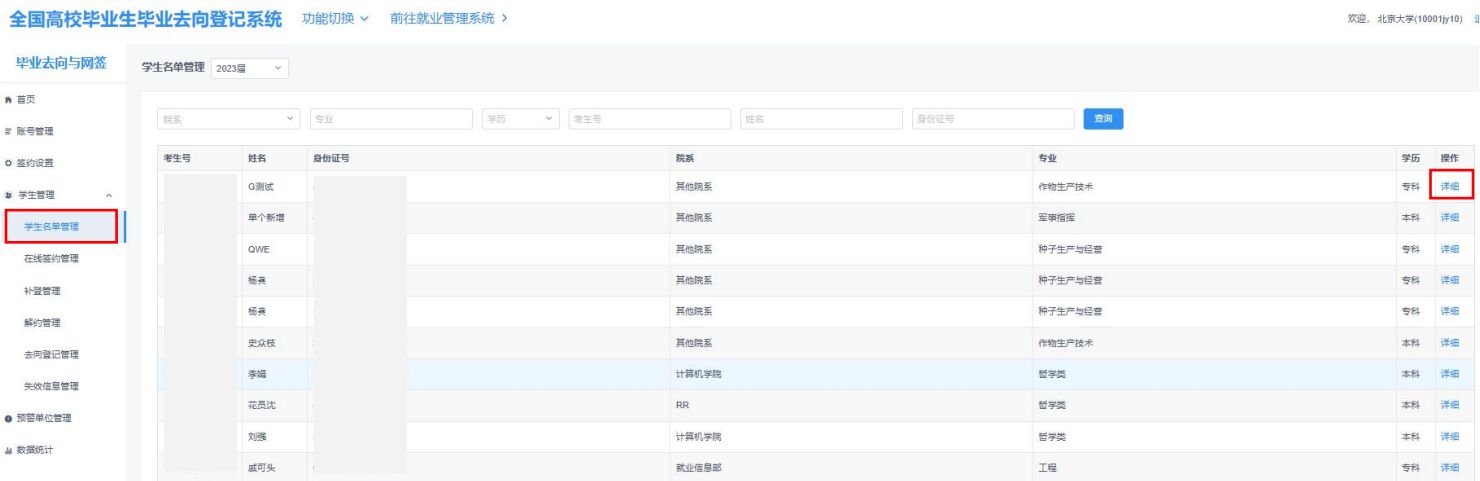 全国高校毕业生毕业去向登记系统 功能切换 前往就业管理系统 欢迎, 北京大学(10001jy10)
毕业去向与网签
学生名单管理 2023届
首页
账号管理
签约设置
学生管理
学生名单管理
在线签约管理
补登管理
解约管理
去向登记管理
失效信息管理
预警单位管理
数据统计
院系 专业 学历 考生号 姓名 身份证号 查询
考生号 姓名 身份证号 院系 专业 学历 操作
G测试 其他院系 作物生产技术 专科 详细
单个新增 其他院系 军事指挥 本科 详细
QWE 其他院系 种子生产与经营 专科 详细
杨 其他院系 种子生产与经营 专科 详细
杨 其他院系 种子生产与经营 专科 详细
史众枝 其他院系 作物生产技术 本科 详细
李娟 计算机学院 哲学类 本科 详细
花员沈 RR 哲学类 本科 详细
刘强 计算机学院 哲学类 本科 详细
戚可头 就业信息部 工程 专科 详细